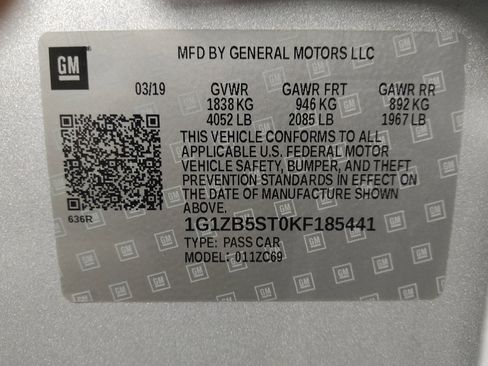 GM
MFD BY GENERAL MOTORS LLC
03/19 GVWR GAWR FRT GAWR RR
1838 KG 946 KG 892 KG
4052 LB 2085 LB 1967 LB
THIS VEHICLE CONFORMS TO ALL
APPLICABLE U.S. FEDERAL MOTOR
VEHICLE SAFETY, BUMPER, AND THEFT
PREVENTION STANDARDS IN EFFECT ON
THE DATE OF MANUFACTURE SHOWN
ABOVE.
636R
1G1ZB5ST0KF185441
TYPE: PASS CAR
MODEL: 011ZC69